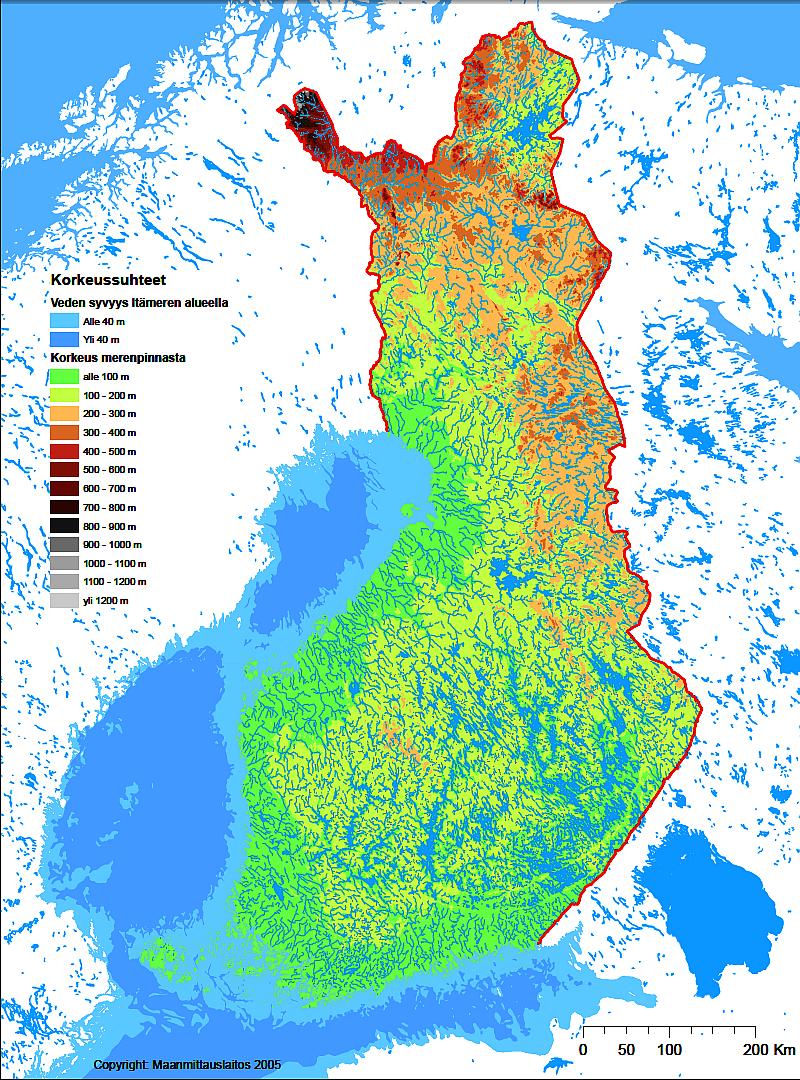 Korkeussuhteet
Veden syvyys Itämeren alueella
Alle 40 m
Yli 40 m
Korkeus merenpinnasta
alle 100 m
100 - 200 m
200 - 300 m
300 - 400 m
400 - 500 m
500 - 600 m
600 - 700 m
700 - 800 m
800 - 900 m
900 - 1000 m
1000 - 1100 m
1100 - 1200 m
yli 1200 m
0 50 100 200 Km
Copyright: Maanmittauslaitos 2005